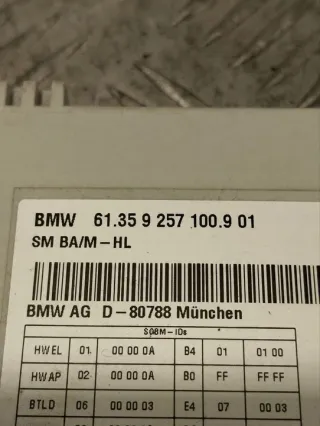 BMW 61.35 9 257 100.9 01
SM BA/M-HL
BMW AG D-80788 München
SGBM-IDs
HWEL 01 00 00 0A B4 01 01 00
HWAP 02 00 00 0A B0 FF FF FF
BTLD 06 00 00 03 E4 07 00 03